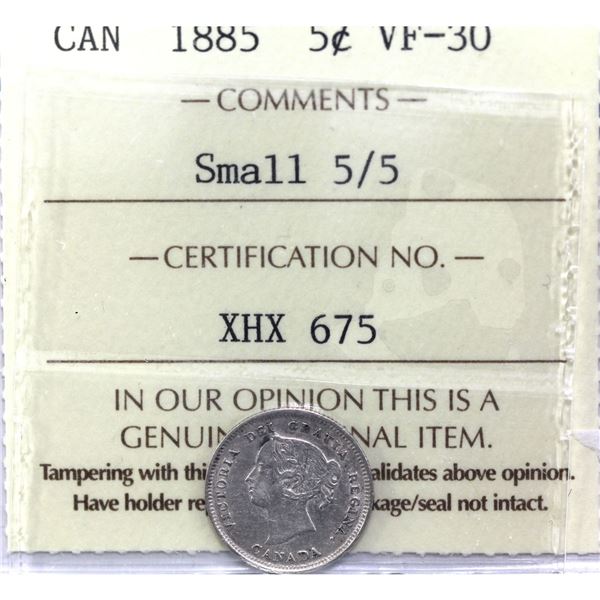 CAN 1885 5¢ VF-30
— COMMENTS —
Small 5/5
— CERTIFICATION NO. —
XHX 675
IN OUR OPINION THIS IS A
GENUIN NAL ITEM.
Tampering with thi alidates above opinion.
Have holder re kage/seal not intact.
VICTORIA DEI GRATIA REGINA.
CANADA